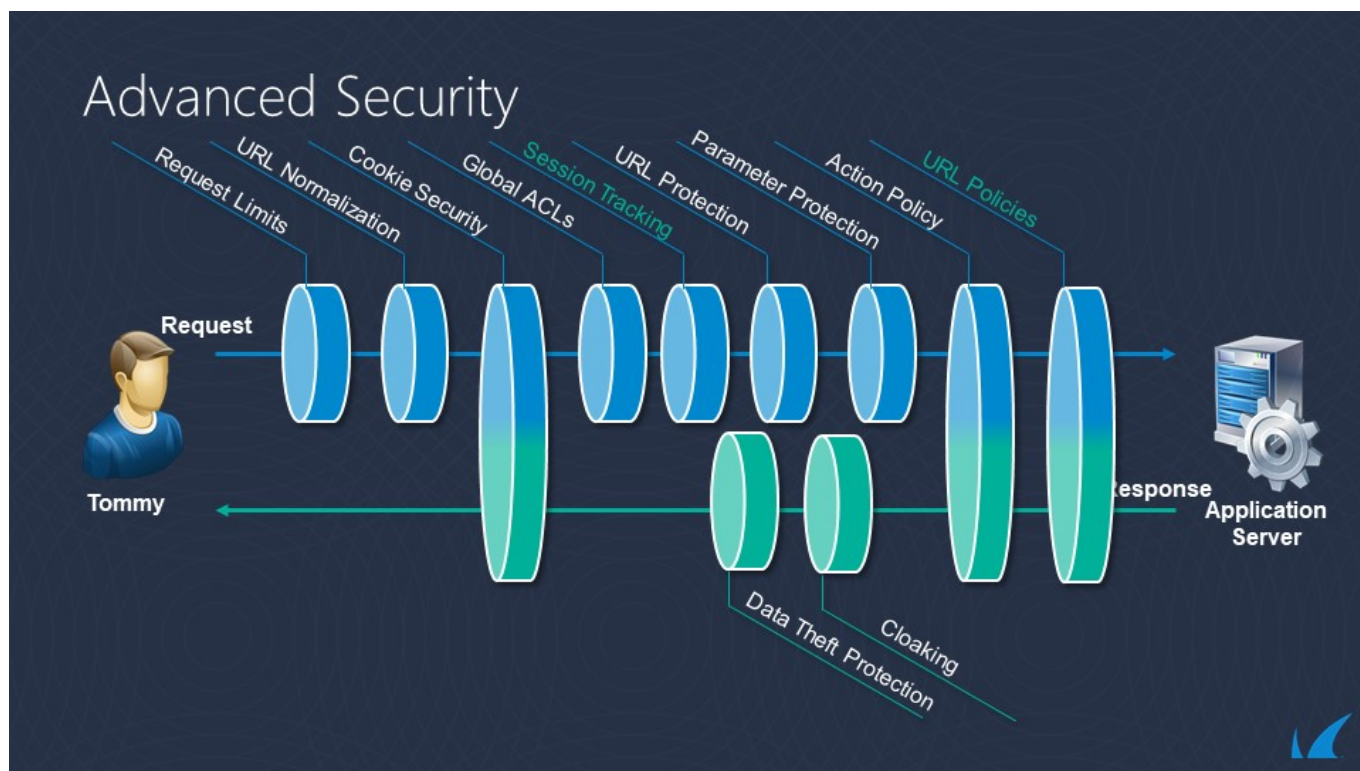 Advanced Security
Request Limits
URL Normalization
Cookie Security
Global ACLs
Session Tracking
URL Protection
Parameter Protection
Action Policy
URL Policies
Request
Tommy
Response
Application
Server
Data Theft Protection
Cloaking